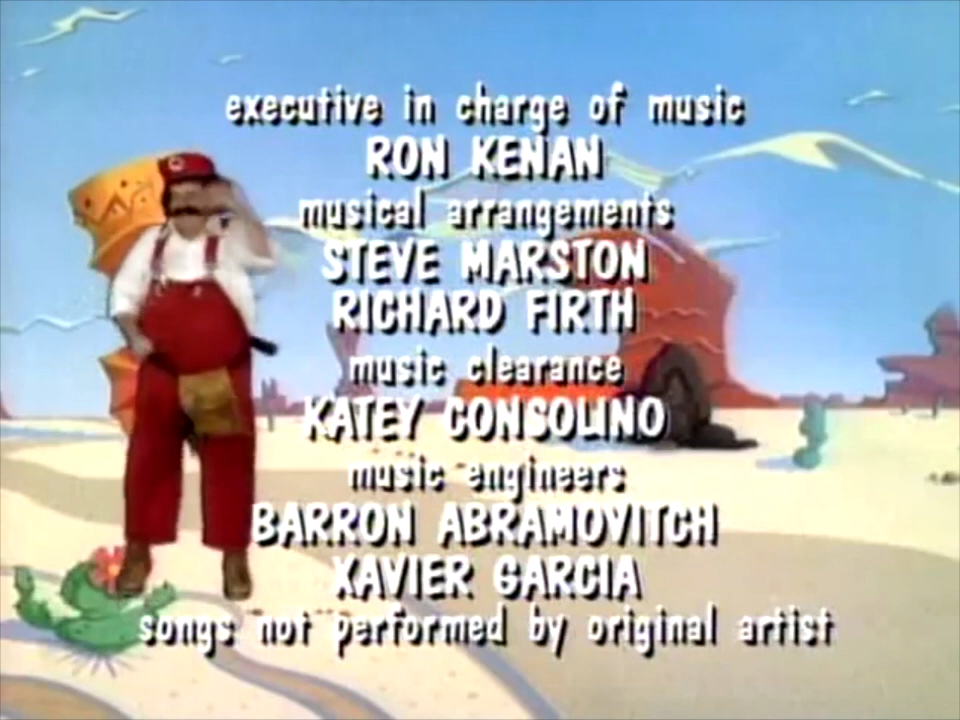 executive in charge of music
RON KENAN
musical arrangements
STEVE MARSTON
RICHARD FIRTH
music clearance
KATEY CONSOLINO
music engineers
BARRON ABRAMOVITCH
XAVIER GARCIA
songs not performed by original artist